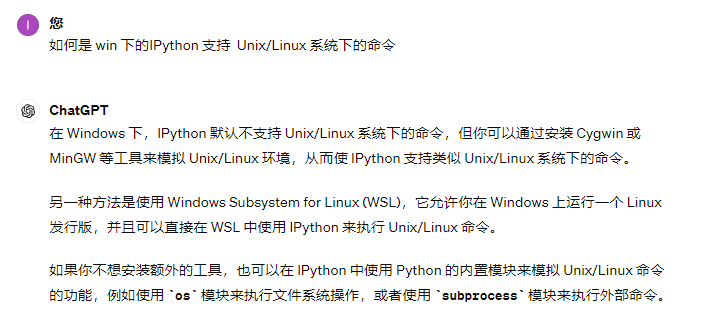 I
您
如何是 win 下的IPython 支持 Unix/Linux 系统下的命令
ChatGPT
在 Windows 下，IPython 默认不支持 Unix/Linux 系统下的命令，但你可以通过安装 Cygwin 或
MinGW 等工具来模拟 Unix/Linux 环境，从而使 IPython 支持类似 Unix/Linux 系统下的命令。
另一种方法是使用 Windows Subsystem for Linux (WSL)，它允许你在 Windows 上运行一个 Linux
发行版，并且可以直接在 WSL 中使用 IPython 来执行 Unix/Linux 命令。
如果你不想安装额外的工具，也可以在 IPython 中使用 Python 的内置模块来模拟 Unix/Linux 命令
的功能，例如使用 `os` 模块来执行文件系统操作，或者使用 `subprocess` 模块来执行外部命令。